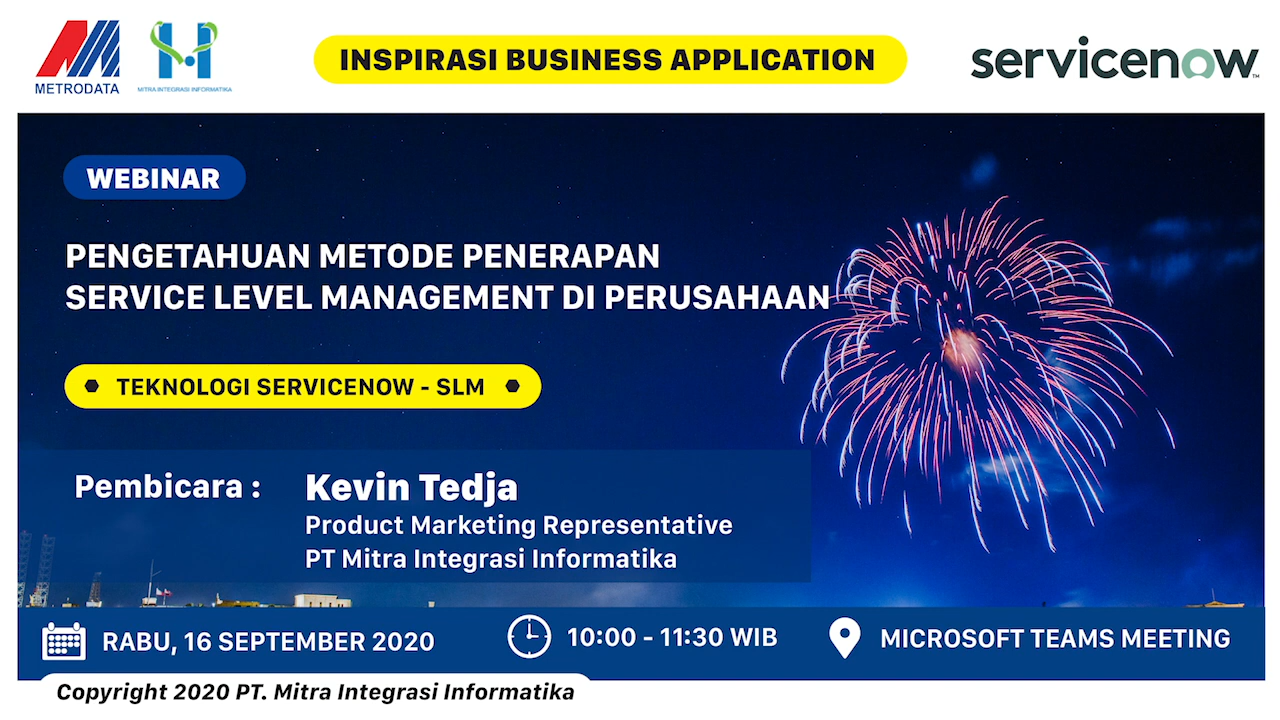 METRODATA
MITRA INTEGRASI INFORMATIKA
INSPIRASI BUSINESS APPLICATION
servicenow™
WEBINAR
PENGETAHUAN METODE PENERAPAN
SERVICE LEVEL MANAGEMENT DI PERUSAHAAN
TEKNOLOGI SERVICENOW - SLM
Pembicara : Kevin Tedja
Product Marketing Representative
PT Mitra Integrasi Informatika
RABU, 16 SEPTEMBER 2020
10:00 - 11:30 WIB
MICROSOFT TEAMS MEETING
Copyright 2020 PT. Mitra Integrasi Informatika